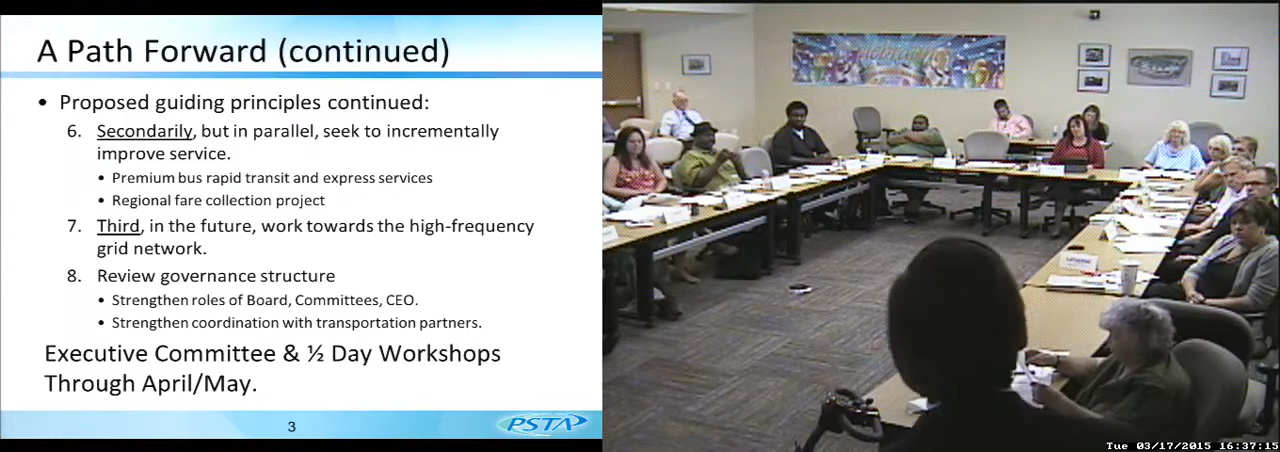 A Path Forward (continued)
• Proposed guiding principles continued:
6. Secondarily, but in parallel, seek to incrementally
improve service.
• Premium bus rapid transit and express services
• Regional fare collection project
7. Third, in the future, work towards the high-frequency
grid network.
8. Review governance structure
• Strengthen roles of Board, Committees, CEO.
• Strengthen coordination with transportation partners.
Executive Committee & ½ Day Workshops
Through April/May.
3
PSTA
Tue 03/17/2015 16:37:15